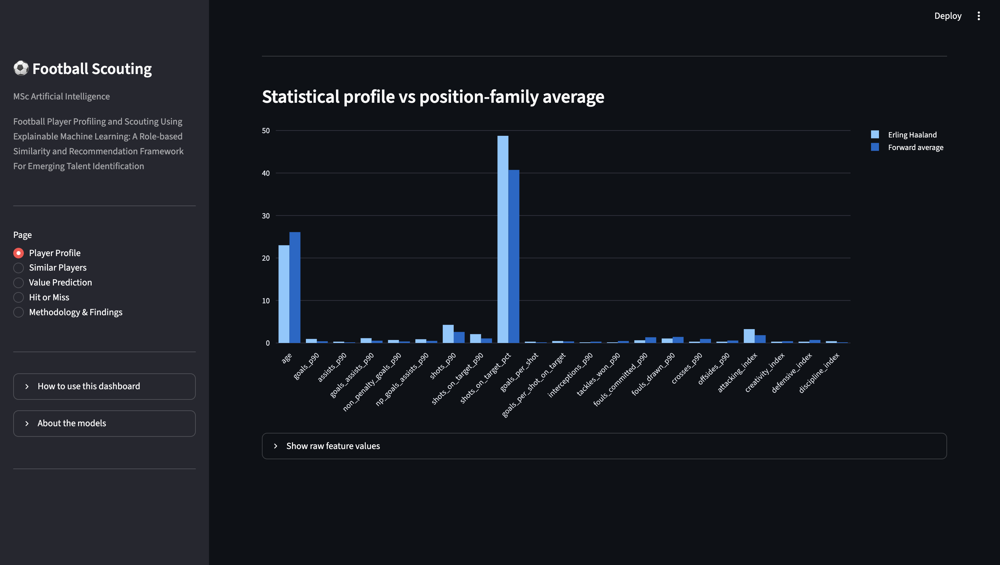 Deploy
Football Scouting
MSc Artificial Intelligence
Football Player Profiling and Scouting Using
Explainable Machine Learning: A Role-based
Similarity and Recommendation Framework
For Emerging Talent Identification
Page
Player Profile
Similar Players
Value Prediction
Hit or Miss
Methodology & Findings
How to use this dashboard
About the models
Statistical profile vs position-family average
50
40
30
20
10
0
Erling Haaland
Forward average
age
goals_p90
assists_p90
goals_assists_p90
non_penalty_goals_p90
np_goals_assists_p90
shots_p90
shots_on_target_p90
shots_on_target_pct
goals_per_shot
goals_per_shot_on_target
interceptions_p90
tackles_won_p90
fouls_committed_p90
fouls_drawn_p90
crosses_p90
offsides_p90
attacking_index
creativity_index
defensive_index
discipline_index
Show raw feature values